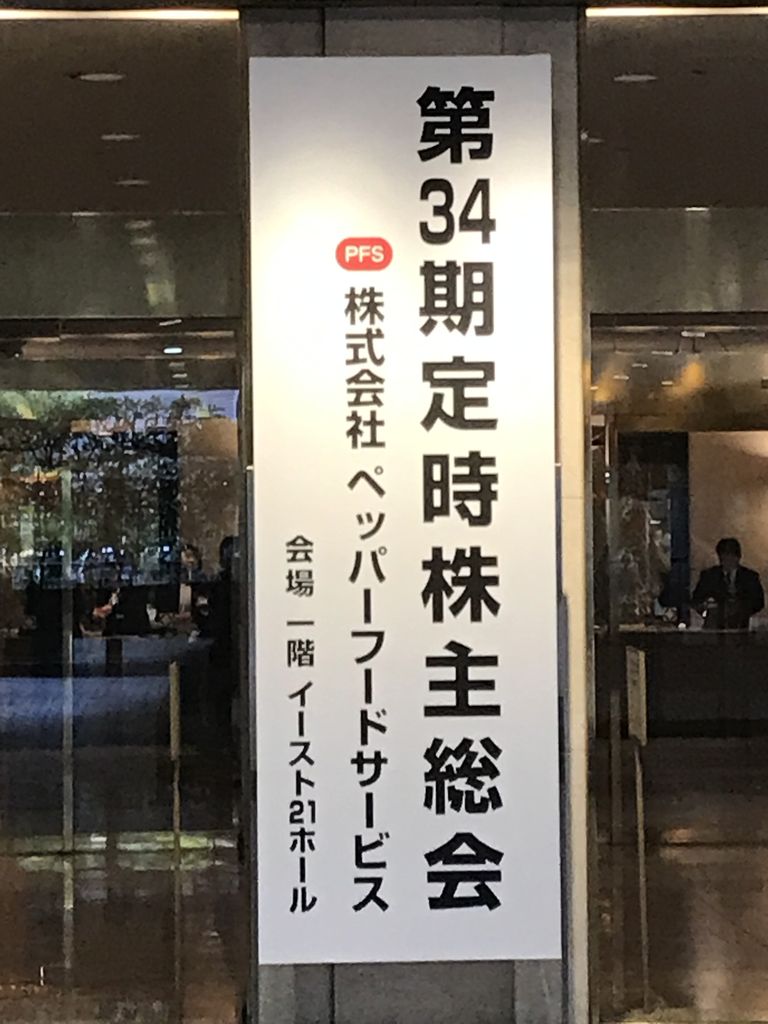 第34期定時株主総会
PFS 株式会社 ペッパーフードサービス
会場 一階 イースト21ホール